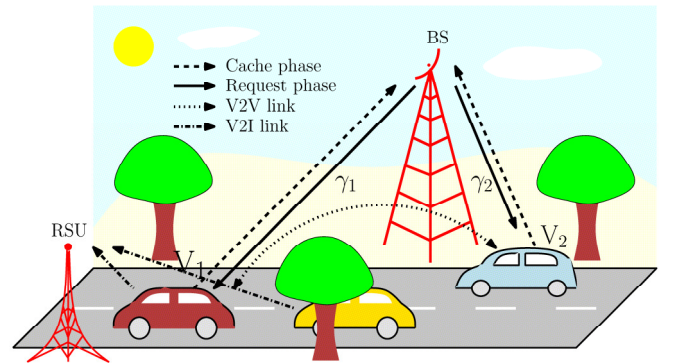 BS
Cache phase
Request phase
V2V link
V2I link
γ₁
γ₂
RSU
V₁
V₂